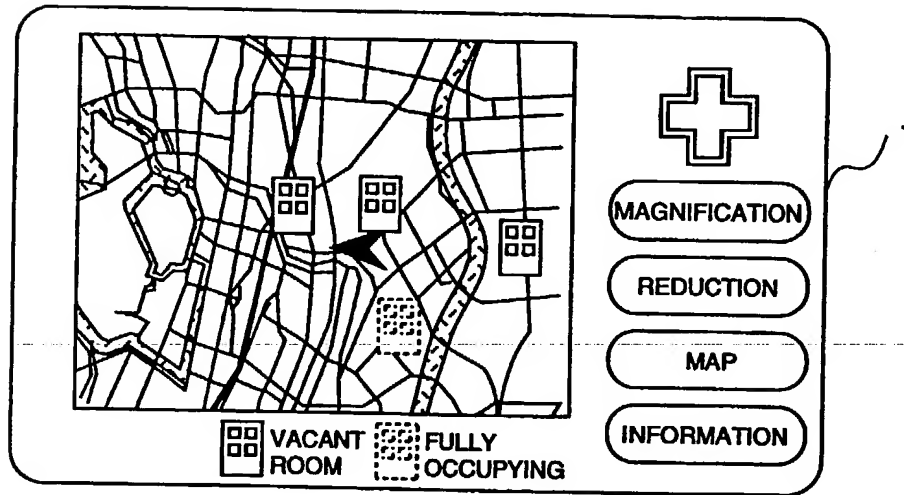 MAGNIFICATION
REDUCTION
MAP
INFORMATION
VACANT
ROOM
FULLY
OCCUPYING